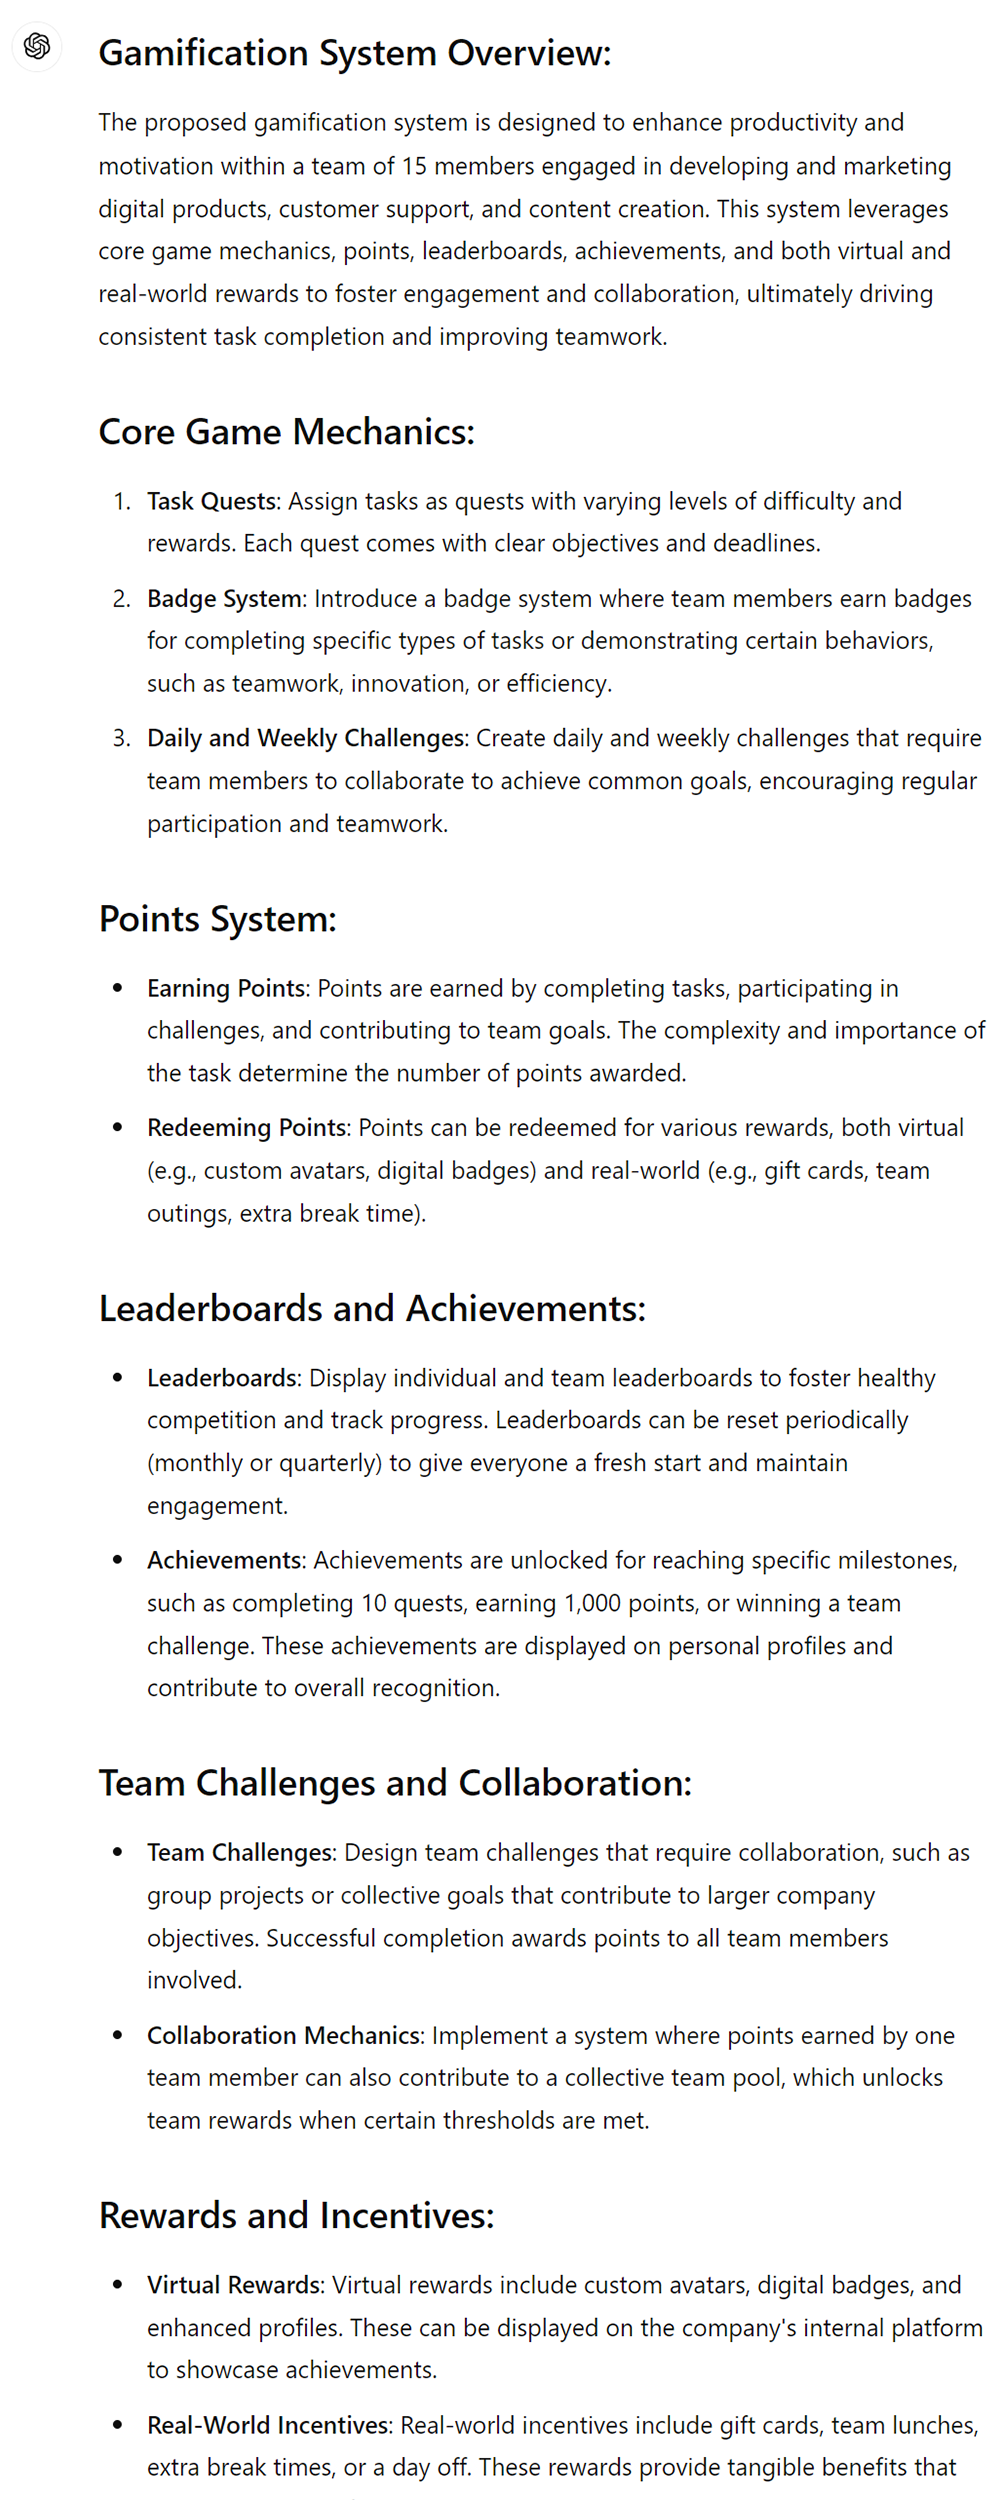 Gamification System Overview:
The proposed gamification system is designed to enhance productivity and
motivation within a team of 15 members engaged in developing and marketing
digital products, customer support, and content creation. This system leverages
core game mechanics, points, leaderboards, achievements, and both virtual and
real-world rewards to foster engagement and collaboration, ultimately driving
consistent task completion and improving teamwork.
Core Game Mechanics:
1. Task Quests: Assign tasks as quests with varying levels of difficulty and
rewards. Each quest comes with clear objectives and deadlines.
2. Badge System: Introduce a badge system where team members earn badges
for completing specific types of tasks or demonstrating certain behaviors,
such as teamwork, innovation, or efficiency.
3. Daily and Weekly Challenges: Create daily and weekly challenges that require
team members to collaborate to achieve common goals, encouraging regular
participation and teamwork.
Points System:
• Earning Points: Points are earned by completing tasks, participating in
challenges, and contributing to team goals. The complexity and importance of
the task determine the number of points awarded.
• Redeeming Points: Points can be redeemed for various rewards, both virtual
(e.g., custom avatars, digital badges) and real-world (e.g., gift cards, team
outings, extra break time).
Leaderboards and Achievements:
• Leaderboards: Display individual and team leaderboards to foster healthy
competition and track progress. Leaderboards can be reset periodically
(monthly or quarterly) to give everyone a fresh start and maintain
engagement.
• Achievements: Achievements are unlocked for reaching specific milestones,
such as completing 10 quests, earning 1,000 points, or winning a team
challenge. These achievements are displayed on personal profiles and
contribute to overall recognition.
Team Challenges and Collaboration:
• Team Challenges: Design team challenges that require collaboration, such as
group projects or collective goals that contribute to larger company
objectives. Successful completion awards points to all team members
involved.
• Collaboration Mechanics: Implement a system where points earned by one
team member can also contribute to a collective team pool, which unlocks
team rewards when certain thresholds are met.
Rewards and Incentives:
• Virtual Rewards: Virtual rewards include custom avatars, digital badges, and
enhanced profiles. These can be displayed on the company's internal platform
to showcase achievements.
• Real-World Incentives: Real-world incentives include gift cards, team lunches,
extra break times, or a day off. These rewards provide tangible benefits that